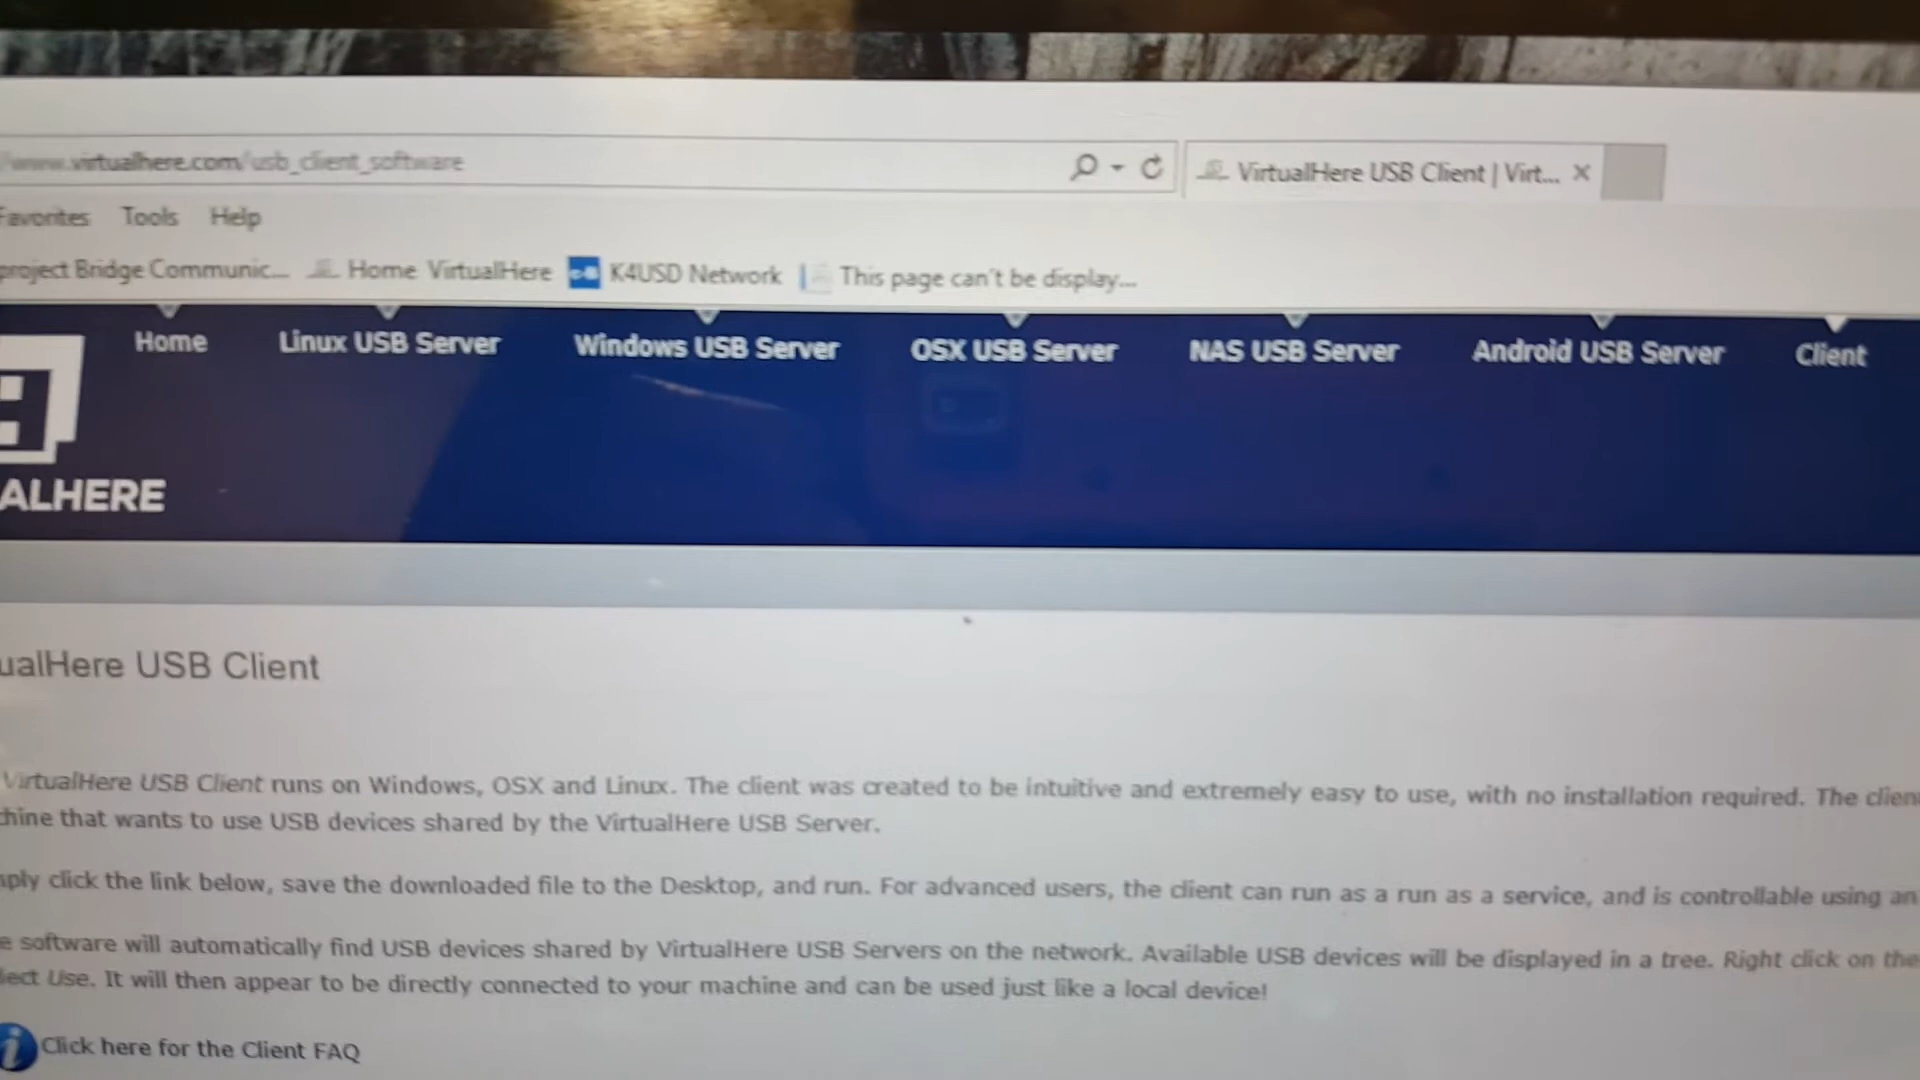 www.virtualhere.com/usb_client_software
VirtualHere USB Client | Virt...
Favorites Tools Help
project Bridge Communic... Home VirtualHere K4USD Network This page can't be display...
Home Linux USB Server Windows USB Server OSX USB Server NAS USB Server Android USB Server Client
ALHERE
ualHere USB Client
VirtualHere USB Client runs on Windows, OSX and Linux. The client was created to be intuitive and extremely easy to use, with no installation required. The clien
hine that wants to use USB devices shared by the VirtualHere USB Server.
ply click the link below, save the downloaded file to the Desktop, and run. For advanced users, the client can run as a run as a service, and is controllable using an
e software will automatically find USB devices shared by VirtualHere USB Servers on the network. Available USB devices will be displayed in a tree. Right click on the
lect Use. It will then appear to be directly connected to your machine and can be used just like a local device!
Click here for the Client FAQ